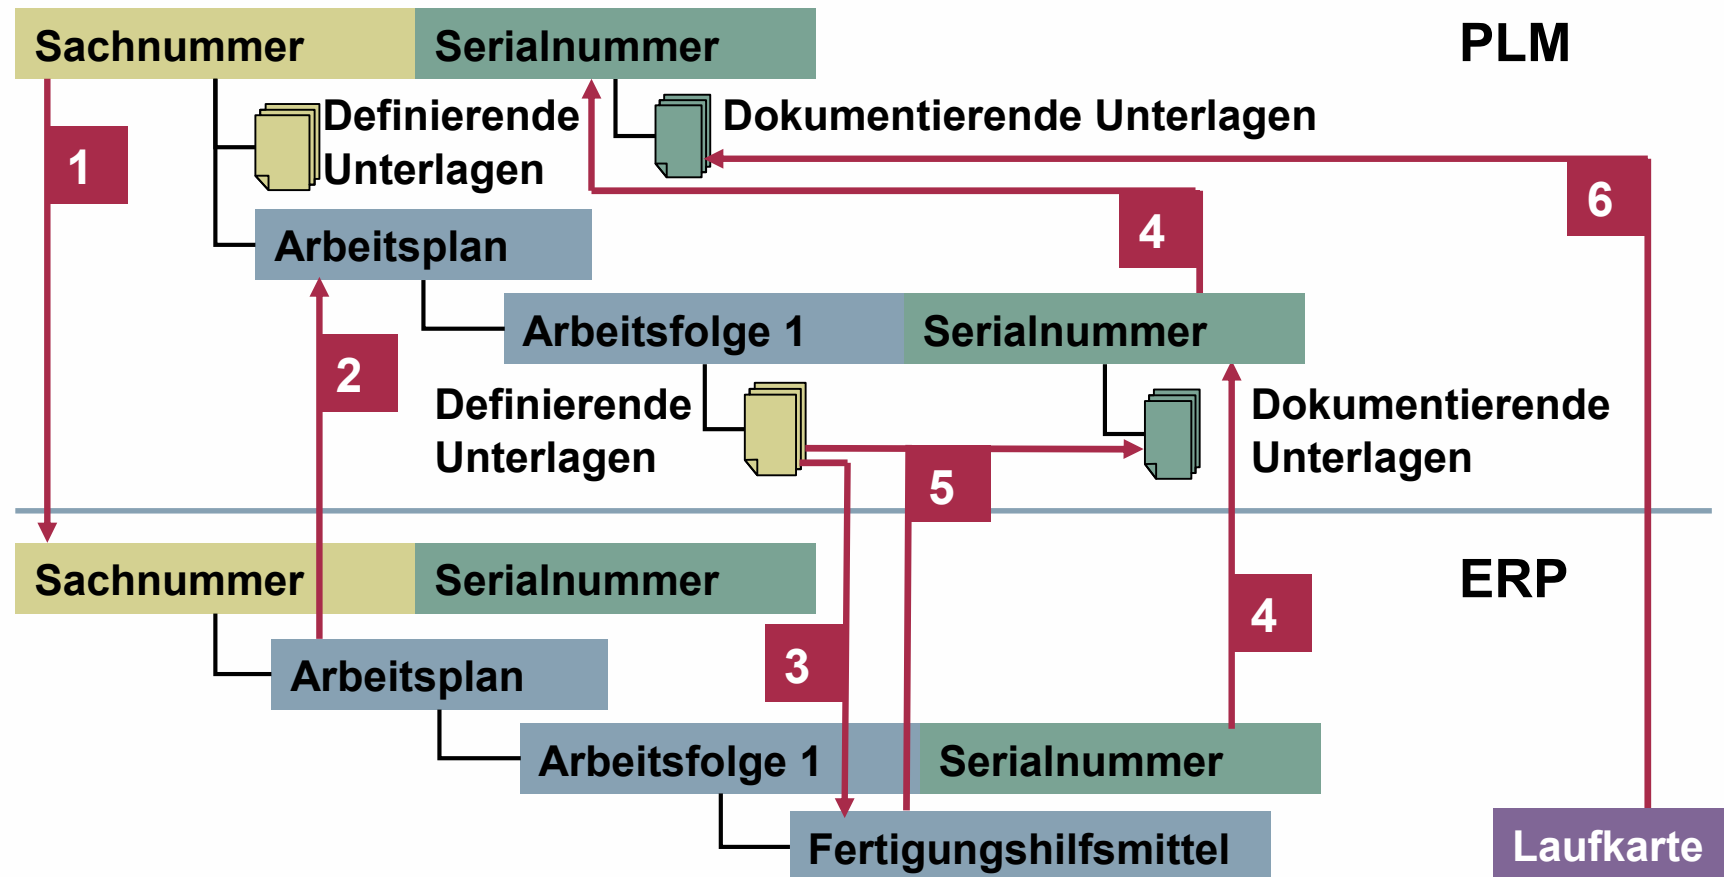 Sachnummer Serialnummer PLM
Definierende Dokumentierende Unterlagen
Unterlagen
1
6
4
Arbeitsplan
Arbeitsfolge 1 Serialnummer
2
Definierende Dokumentierende
Unterlagen Unterlagen
5
Sachnummer Serialnummer ERP
4
3
Arbeitsplan
Arbeitsfolge 1 Serialnummer
Fertigungshilfsmittel Laufkarte